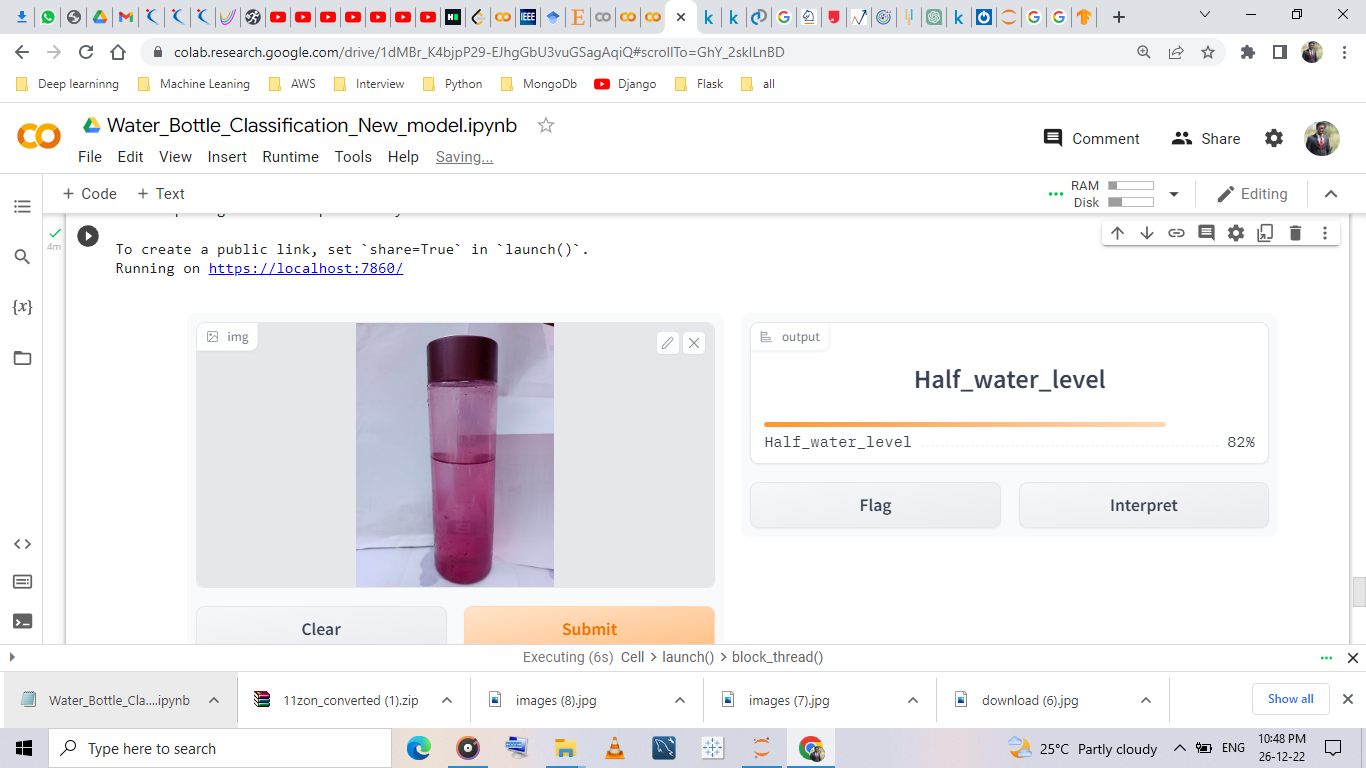 colab.research.google.com/drive/1dMBr_K4bjpP29-EJhgGbU3vuGSagAqiQ#scrollTo=GhY_2skILnBD
Deep learninng Machine Leaning AWS Interview Python MongoDb Django Flask all
Water_Bottle_Classification_New_model.ipynb
Comment Share
File Edit View Insert Runtime Tools Help Saving...
+ Code + Text
RAM
Disk
Editing
4m
To create a public link, set `share=True` in `launch()`.
Running on https://localhost:7860/
img
output
Half_water_level
Half_water_level 82%
Flag Interpret
Clear Submit
Executing (6s) Cell > launch() > block_thread()
Water_Bottle_Cla....ipynb 11zon_converted (1).zip images (8).jpg images (7).jpg download (6).jpg Show all
Type here to search
25°C Partly cloudy ENG
10:48 PM
26-12-22